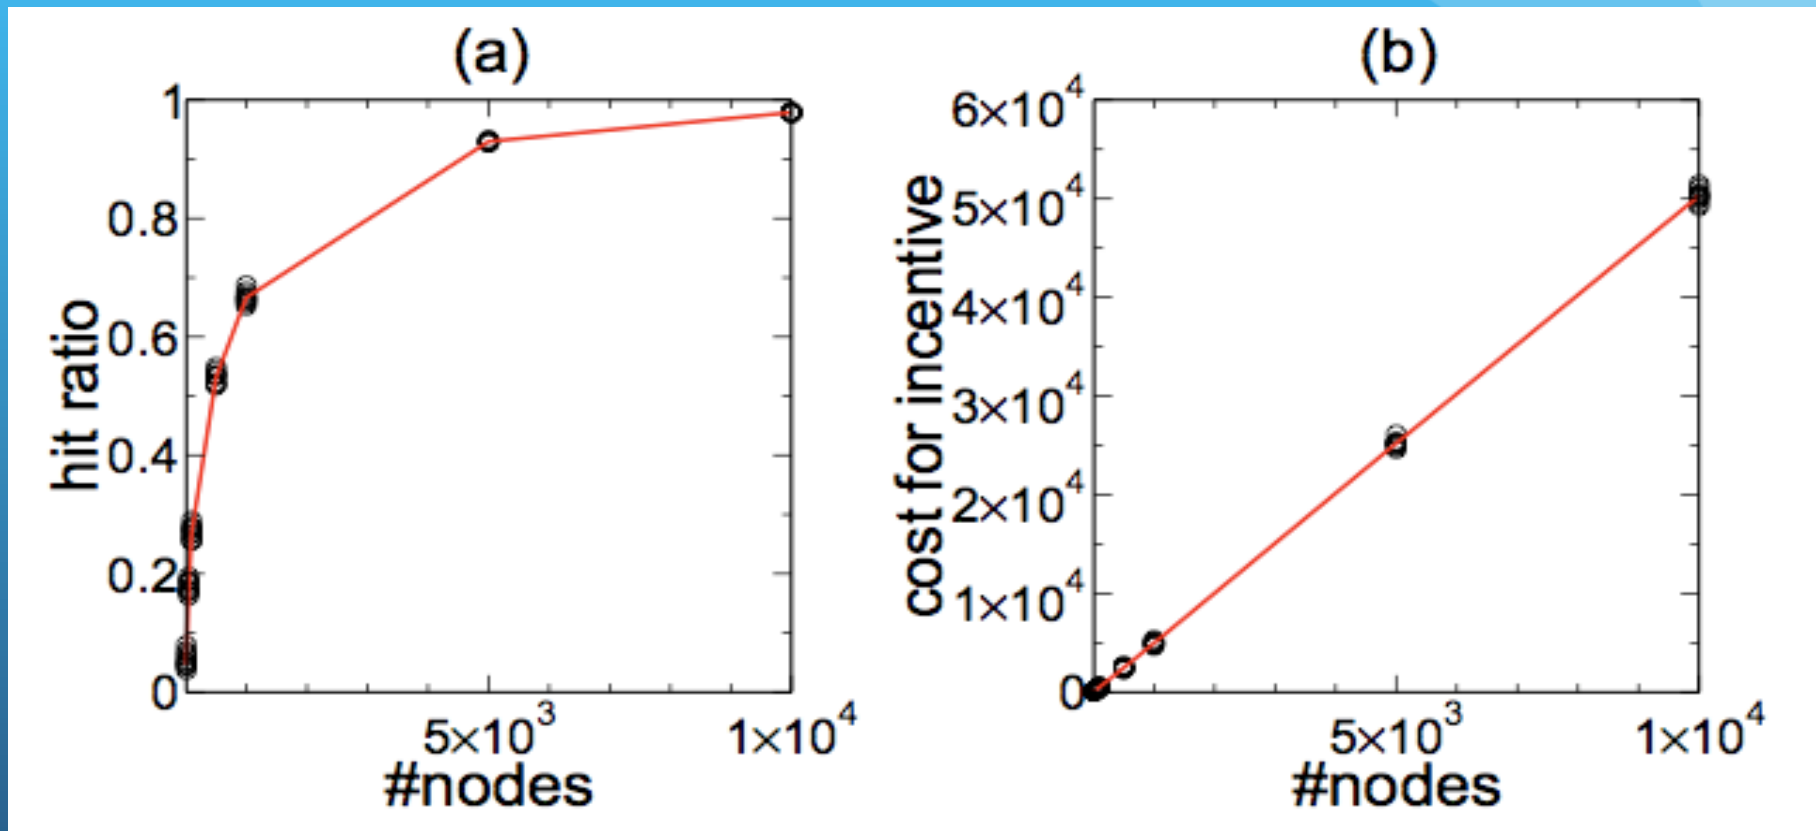 (a)
1
0.8
0.6
0.4
0.2
0
hit ratio
5×10³
1×10⁴
#nodes
(b)
6×10⁴
5×10⁴
4×10⁴
3×10⁴
2×10⁴
1×10⁴
0
cost for incentive
5×10³
1×10⁴
#nodes